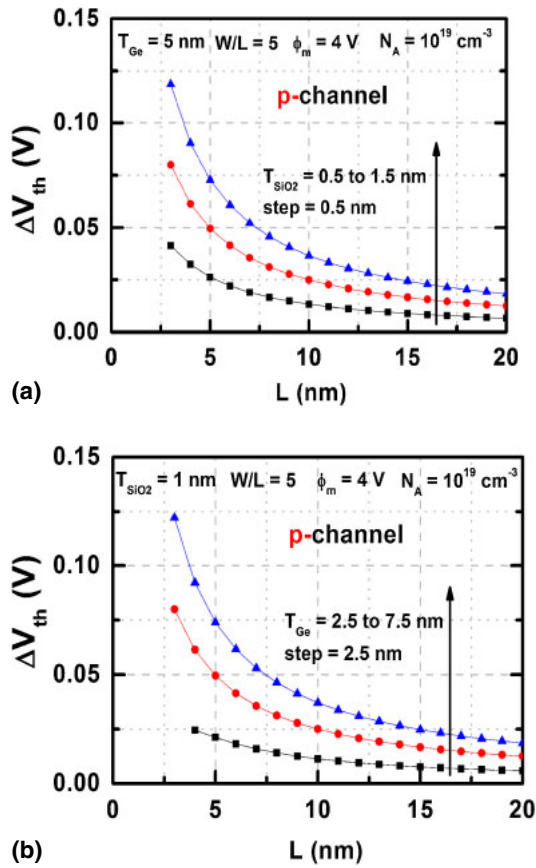 T_Ge = 5 nm W/L = 5 ϕ_m = 4 V N_A = 10^19 cm^-3
p-channel
T_SiO2 = 0.5 to 1.5 nm
step = 0.5 nm
ΔV_th (V)
0.15
0.10
0.05
0.00
0 5 10 15 20
L (nm)
(a)
T_SiO2 = 1 nm W/L = 5 ϕ_m = 4 V N_A = 10^19 cm^-3
p-channel
T_Ge = 2.5 to 7.5 nm
step = 2.5 nm
ΔV_th (V)
0.15
0.10
0.05
0.00
0 5 10 15 20
L (nm)
(b)